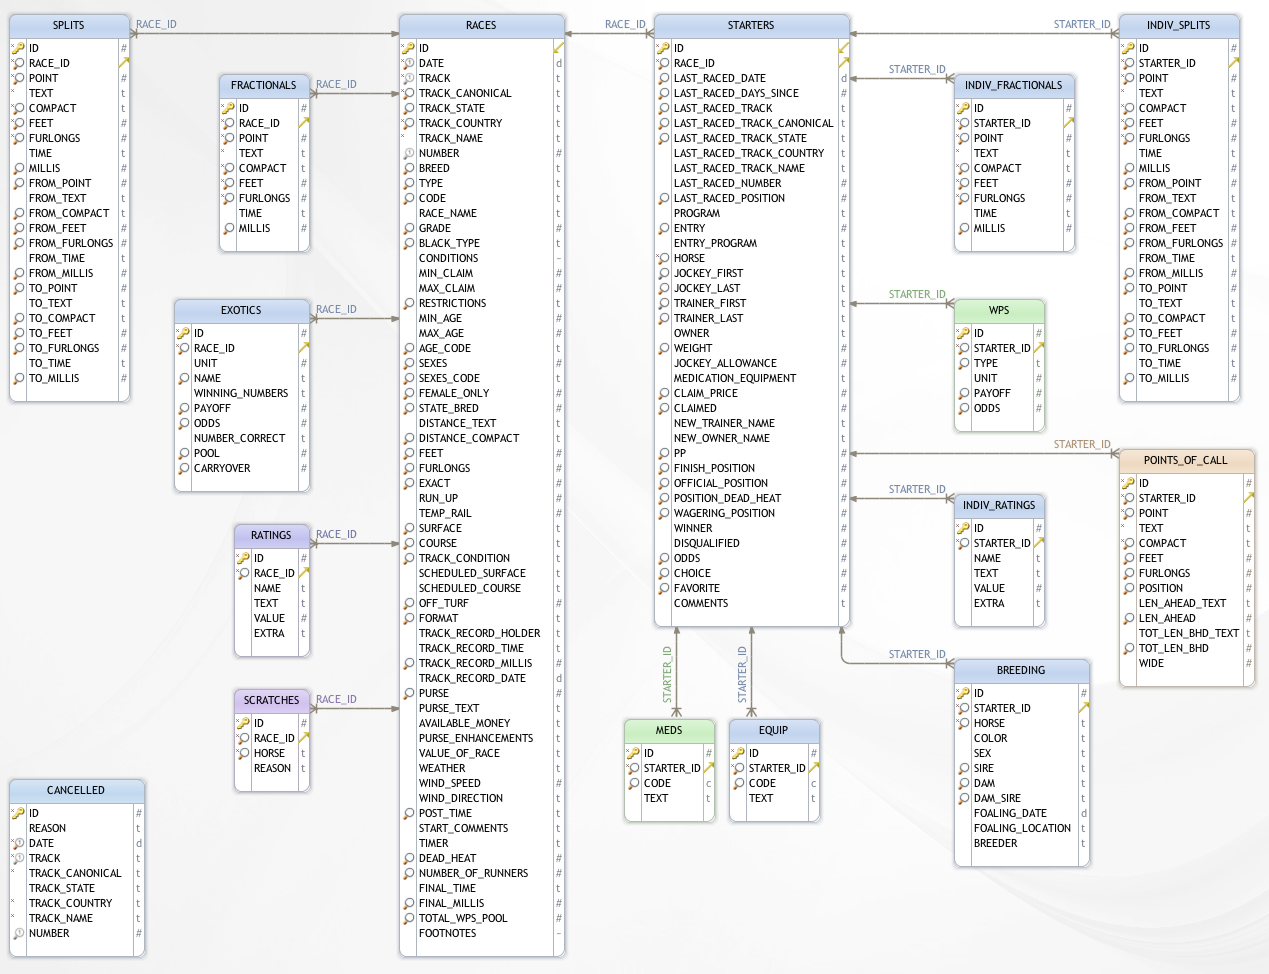 SPLITS
ID #
RACE_ID
POINT #
TEXT t
COMPACT t
FEET #
FURLONGS #
TIME t
MILLIS #
FROM_POINT #
FROM_TEXT t
FROM_COMPACT t
FROM_FEET #
FROM_FURLONGS #
FROM_TIME t
FROM_MILLIS #
TO_POINT #
TO_TEXT t
TO_COMPACT t
TO_FEET #
TO_FURLONGS #
TO_TIME t
TO_MILLIS #
RACE_ID
FRACTIONALS
ID #
RACE_ID
POINT #
TEXT t
COMPACT t
FEET #
FURLONGS #
TIME t
MILLIS #
RACE_ID
EXOTICS
ID #
RACE_ID
UNIT #
NAME t
WINNING_NUMBERS t
PAYOFF #
ODDS #
NUMBER_CORRECT t
POOL #
CARRYOVER #
RACE_ID
RATINGS
ID #
RACE_ID
NAME t
TEXT t
VALUE #
EXTRA t
RACE_ID
SCRATCHES
ID #
RACE_ID
HORSE t
REASON t
RACE_ID
CANCELLED
ID #
REASON t
DATE d
TRACK t
TRACK_CANONICAL t
TRACK_STATE t
TRACK_COUNTRY t
TRACK_NAME t
NUMBER #
RACES
ID
DATE d
TRACK t
TRACK_CANONICAL t
TRACK_STATE t
TRACK_COUNTRY t
TRACK_NAME t
NUMBER #
BREED t
TYPE t
CODE t
RACE_NAME t
GRADE #
BLACK_TYPE t
CONDITIONS ~
MIN_CLAIM #
MAX_CLAIM #
RESTRICTIONS t
MIN_AGE #
MAX_AGE #
AGE_CODE t
SEXES #
SEXES_CODE t
FEMALE_ONLY #
STATE_BRED #
DISTANCE_TEXT t
DISTANCE_COMPACT t
FEET #
FURLONGS #
EXACT #
RUN_UP #
TEMP_RAIL #
SURFACE t
COURSE t
TRACK_CONDITION t
SCHEDULED_SURFACE t
SCHEDULED_COURSE t
OFF_TURF #
FORMAT t
TRACK_RECORD_HOLDER t
TRACK_RECORD_TIME t
TRACK_RECORD_MILLIS #
TRACK_RECORD_DATE d
PURSE #
PURSE_TEXT t
AVAILABLE_MONEY t
PURSE_ENHANCEMENTS t
VALUE_OF_RACE t
WEATHER t
WIND_SPEED #
WIND_DIRECTION t
POST_TIME t
START_COMMENTS t
TIMER t
DEAD_HEAT #
NUMBER_OF_RUNNERS #
FINAL_TIME t
FINAL_MILLIS #
TOTAL_WPS_POOL #
FOOTNOTES ~
RACE_ID
STARTERS
ID
RACE_ID
LAST_RACED_DATE d
LAST_RACED_DAYS_SINCE #
LAST_RACED_TRACK t
LAST_RACED_TRACK_CANONICAL t
LAST_RACED_TRACK_STATE t
LAST_RACED_TRACK_COUNTRY t
LAST_RACED_TRACK_NAME t
LAST_RACED_NUMBER #
LAST_RACED_POSITION #
PROGRAM t
ENTRY #
ENTRY_PROGRAM t
HORSE t
JOCKEY_FIRST t
JOCKEY_LAST t
TRAINER_FIRST t
TRAINER_LAST t
OWNER t
WEIGHT #
JOCKEY_ALLOWANCE #
MEDICATION_EQUIPMENT t
CLAIM_PRICE #
CLAIMED #
NEW_TRAINER_NAME t
NEW_OWNER_NAME t
PP #
FINISH_POSITION #
OFFICIAL_POSITION #
POSITION_DEAD_HEAT #
WAGERING_POSITION #
WINNER #
DISQUALIFIED #
ODDS #
CHOICE #
FAVORITE #
COMMENTS t
STARTER_ID
MEDS
ID #
STARTER_ID
CODE c
TEXT t
STARTER_ID
EQUIP
ID #
STARTER_ID
CODE c
TEXT t
STARTER_ID
INDIV_FRACTIONALS
ID #
STARTER_ID
POINT #
TEXT t
COMPACT t
FEET #
FURLONGS #
TIME t
MILLIS #
STARTER_ID
WPS
ID #
STARTER_ID
TYPE t
UNIT #
PAYOFF #
ODDS #
STARTER_ID
INDIV_RATINGS
ID #
STARTER_ID
NAME t
TEXT t
VALUE #
EXTRA t
STARTER_ID
BREEDING
ID #
STARTER_ID
HORSE t
COLOR t
SEX t
SIRE t
DAM t
DAM_SIRE t
FOALING_DATE d
FOALING_LOCATION t
BREEDER t
STARTER_ID
INDIV_SPLITS
ID #
STARTER_ID
POINT #
TEXT t
COMPACT t
FEET #
FURLONGS #
TIME t
MILLIS #
FROM_POINT #
FROM_TEXT t
FROM_COMPACT t
FROM_FEET #
FROM_FURLONGS #
FROM_TIME t
FROM_MILLIS #
TO_POINT #
TO_TEXT t
TO_COMPACT t
TO_FEET #
TO_FURLONGS #
TO_TIME t
TO_MILLIS #
STARTER_ID
POINTS_OF_CALL
ID #
STARTER_ID
POINT #
TEXT t
COMPACT t
FEET #
FURLONGS #
POSITION #
LEN_AHEAD_TEXT t
LEN_AHEAD #
TOT_LEN_BHD_TEXT t
TOT_LEN_BHD #
WIDE #